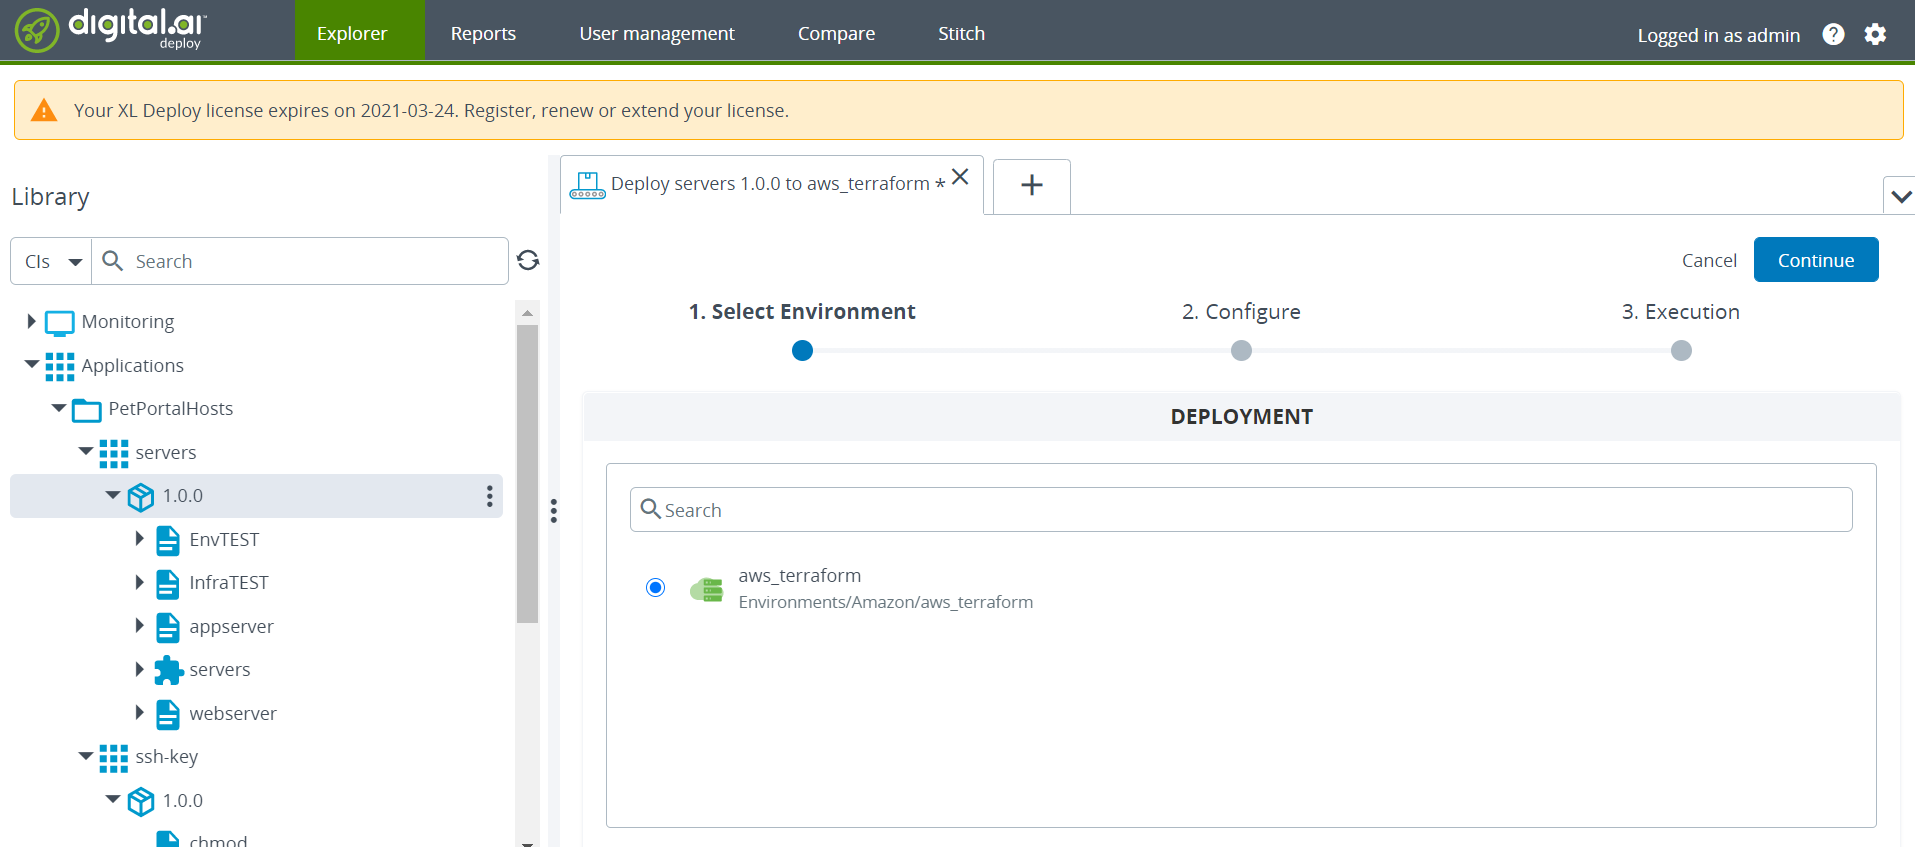 digital.ai
deploy
Explorer
Reports
User management
Compare
Stitch
Logged in as admin
Your XL Deploy license expires on 2021-03-24. Register, renew or extend your license.
Library
CIs
Search
Monitoring
Applications
PetPortalHosts
servers
1.0.0
EnvTEST
InfraTEST
appserver
servers
webserver
ssh-key
1.0.0
chmod
Deploy servers 1.0.0 to aws_terraform *
Cancel
Continue
1. Select Environment
2. Configure
3. Execution
DEPLOYMENT
Search
aws_terraform
Environments/Amazon/aws_terraform